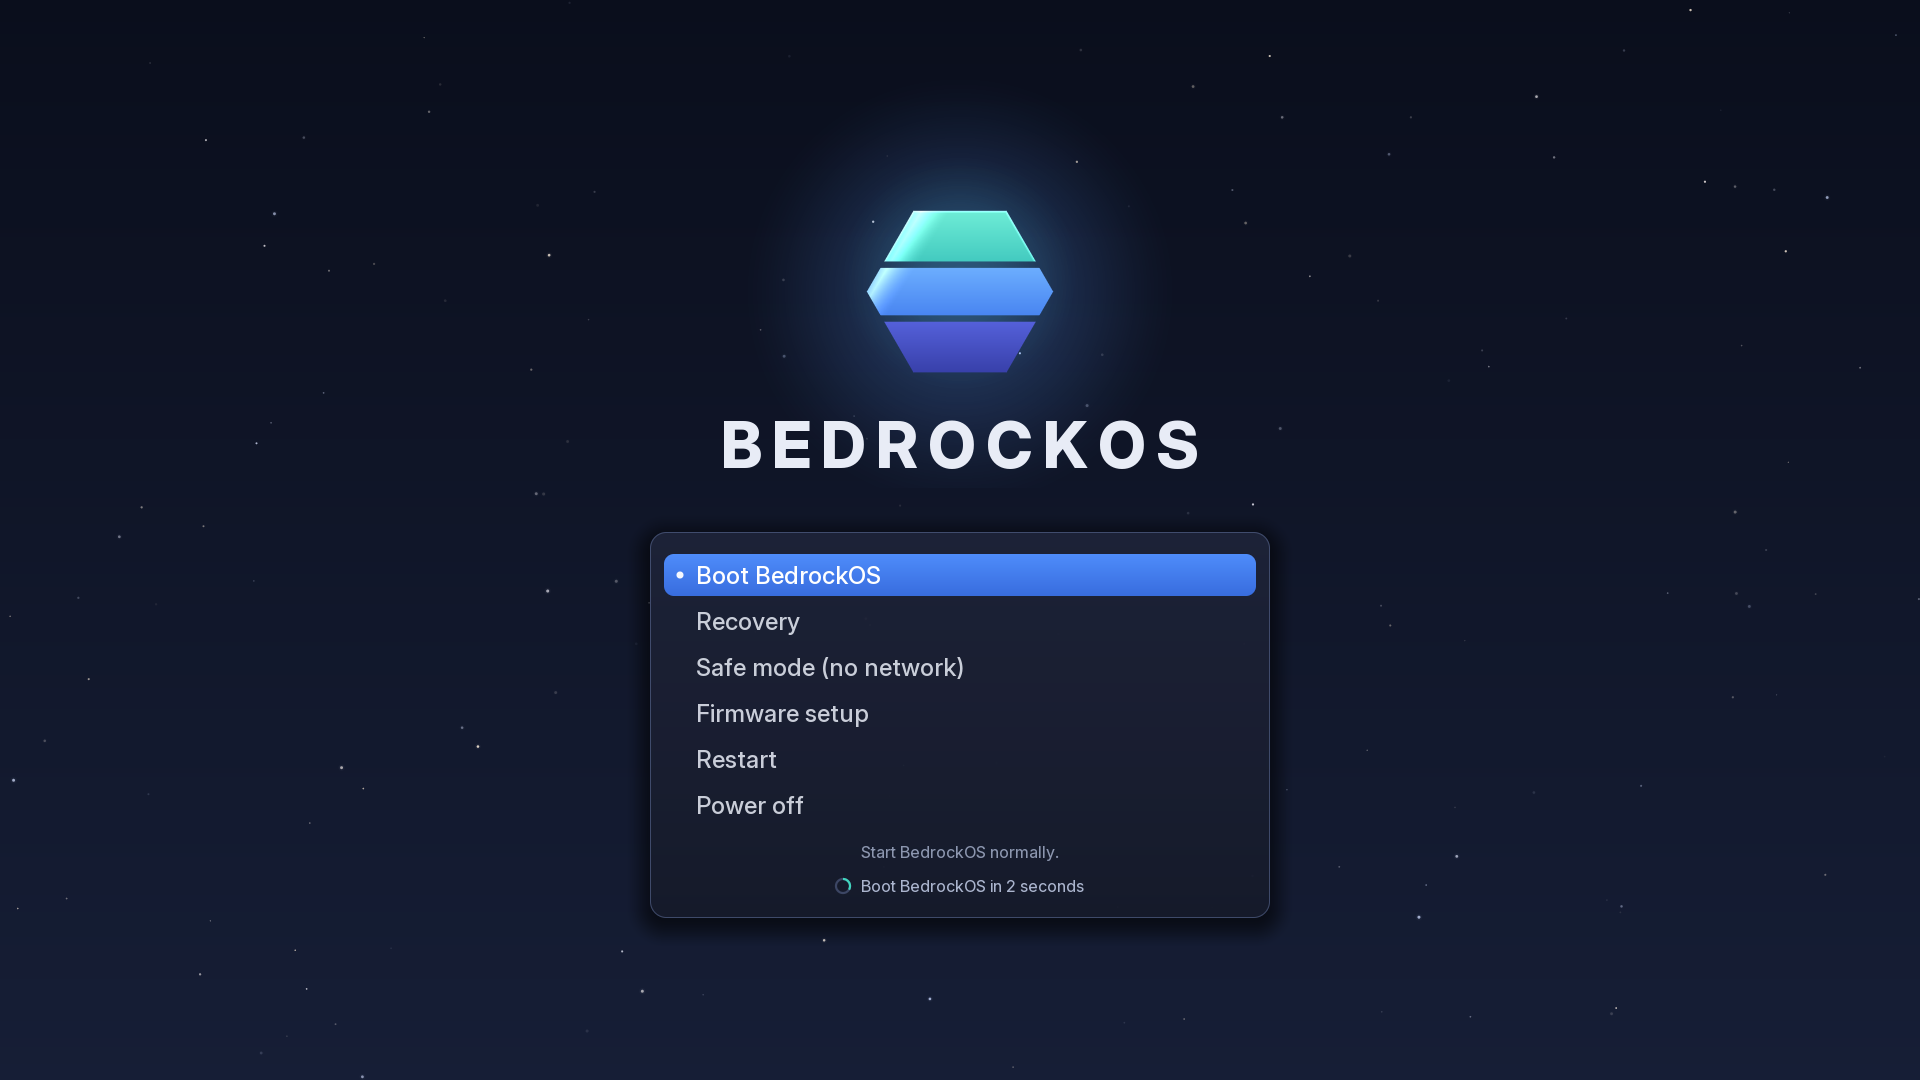 BEDROCKOS
Boot BedrockOS
Recovery
Safe mode (no network)
Firmware setup
Restart
Power off
Start BedrockOS normally.
Boot BedrockOS in 2 seconds